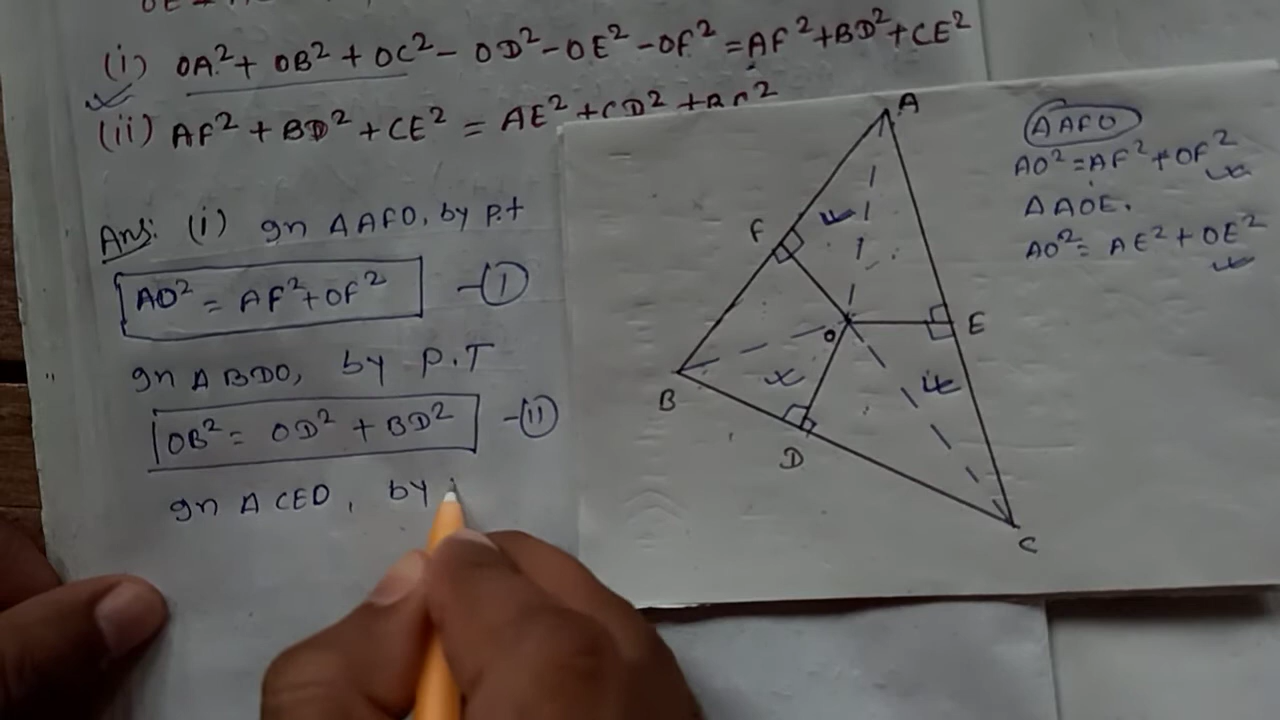 (i) OA² + OB² + OC² - OD² - OE² - OF² = AF² + BD² + CE²
(ii) AF² + BD² + CE² = AE² + CD² +
Ans: (i) In ΔAFO, by P.t
AO² = AF² + OF² -(I)
In ΔBDO, by P.T
OB² = OD² + BD² -(II)
In ΔCEO, by
A
F
O
E
B
D
C
ΔAFO
AO² = AF² + OF²
ΔAOE.
AO² = AE² + OE²